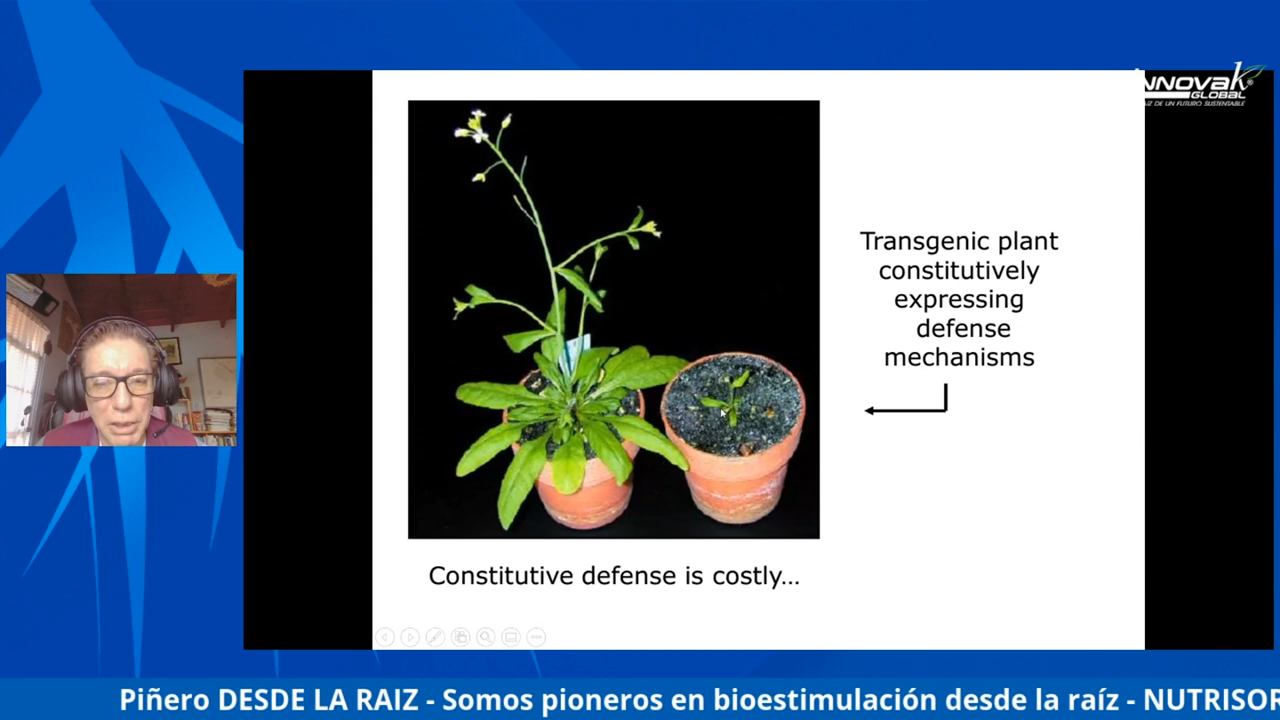 INNOVAK
GLOBAL
Transgenic plant
constitutively
expressing
defense
mechanisms
Constitutive defense is costly...
Piñero DESDE LA RAIZ - Somos pioneros en bioestimulación desde la raíz - NUTRISOR